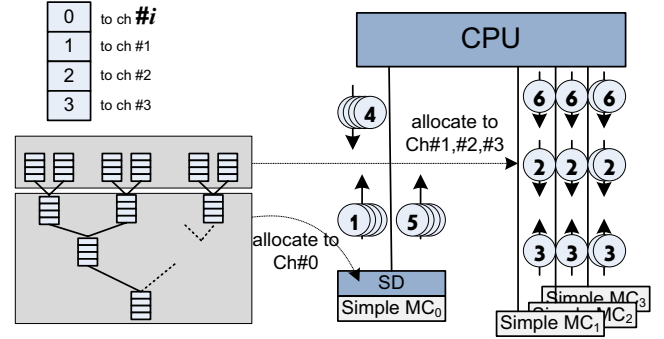 0 to ch #i
1 to ch #1
2 to ch #2
3 to ch #3
CPU
4
6 6 6
allocate to
Ch#1,#2,#3
2 2 2
1 5
allocate to
Ch#0
3 3 3
SD
Simple MC0
Simple MC3
Simple MC2
Simple MC1